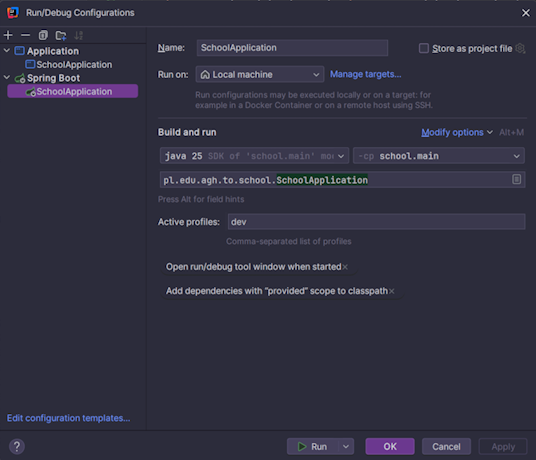 Run/Debug Configurations
Application
SchoolApplication
Spring Boot
SchoolApplication
Name: SchoolApplication
Store as project file
Run on: Local machine
Manage targets...
Run configurations may be executed locally or on a target: for
example in a Docker Container or on a remote host using SSH.
Build and run
Modify options Alt+M
java 25 SDK of 'school.main' mod
-cp school.main
pl.edu.agh.to.school.SchoolApplication
Press Alt for field hints
Active profiles: dev
Comma-separated list of profiles
Open run/debug tool window when started
Add dependencies with "provided" scope to classpath
Edit configuration templates...
? Run OK Cancel Apply